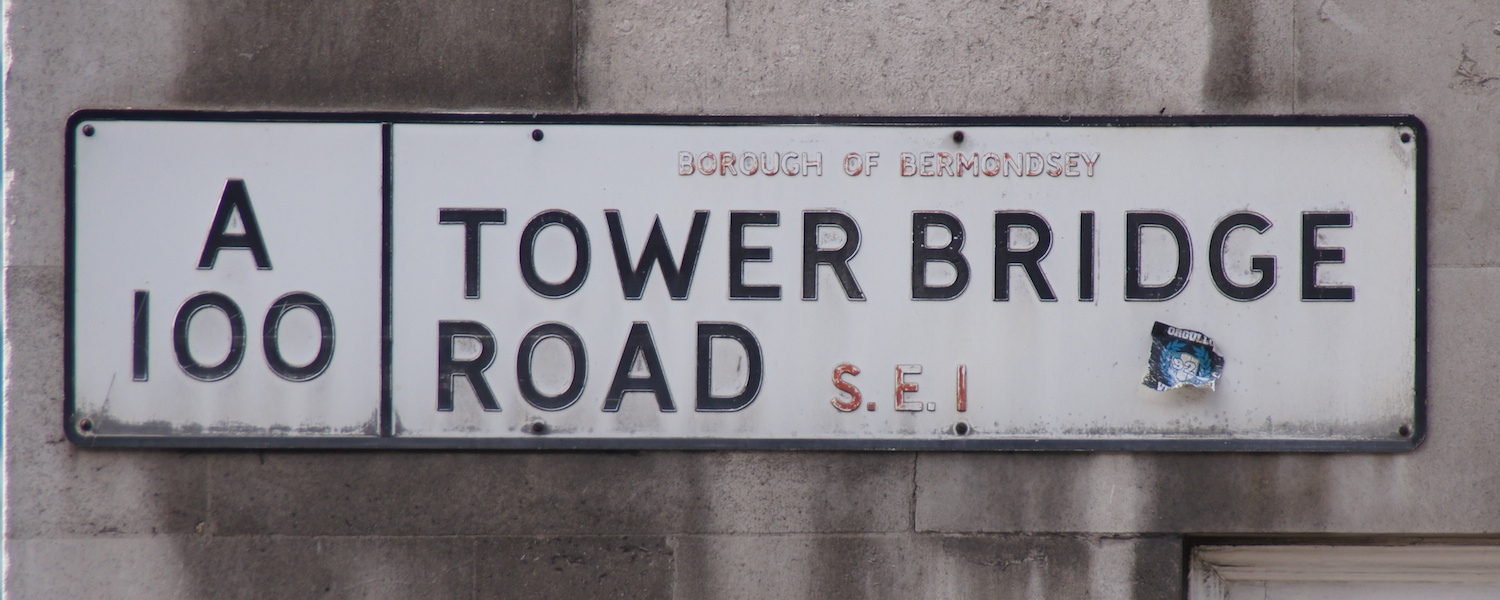 A
100
BOROUGH OF BERMONDSEY
TOWER BRIDGE
ROAD S.E.1